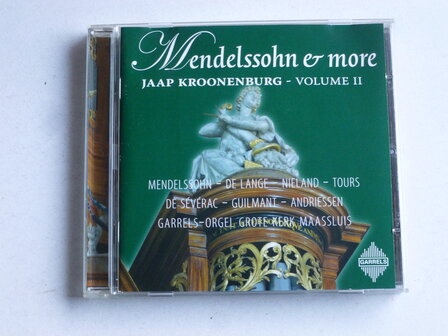 Mendelssohn & more
JAAP KROONENBURG - VOLUME II
MENDELSSOHN - DE LANGE - NIELAND - TOURS
DE SÉVÉRAC - GUILMANT - ANDRIESSEN
GARRELS-ORGEL GROTE KERK MAASSLUIS
GARRELS